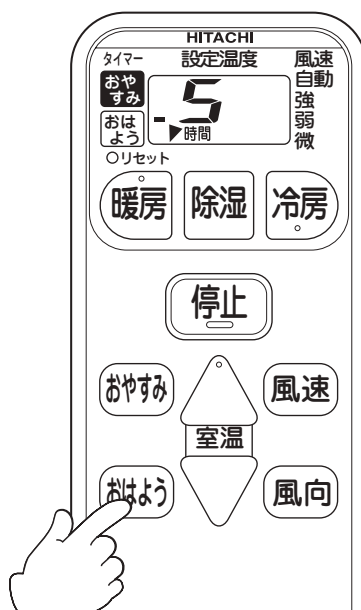 HITACHI
タイマー 設定温度 風速
おやすみ
おはよう
-5
時間
自動
強
弱
微
リセット
暖房 除湿 冷房
停止
おやすみ 風速
室温
おはよう 風向